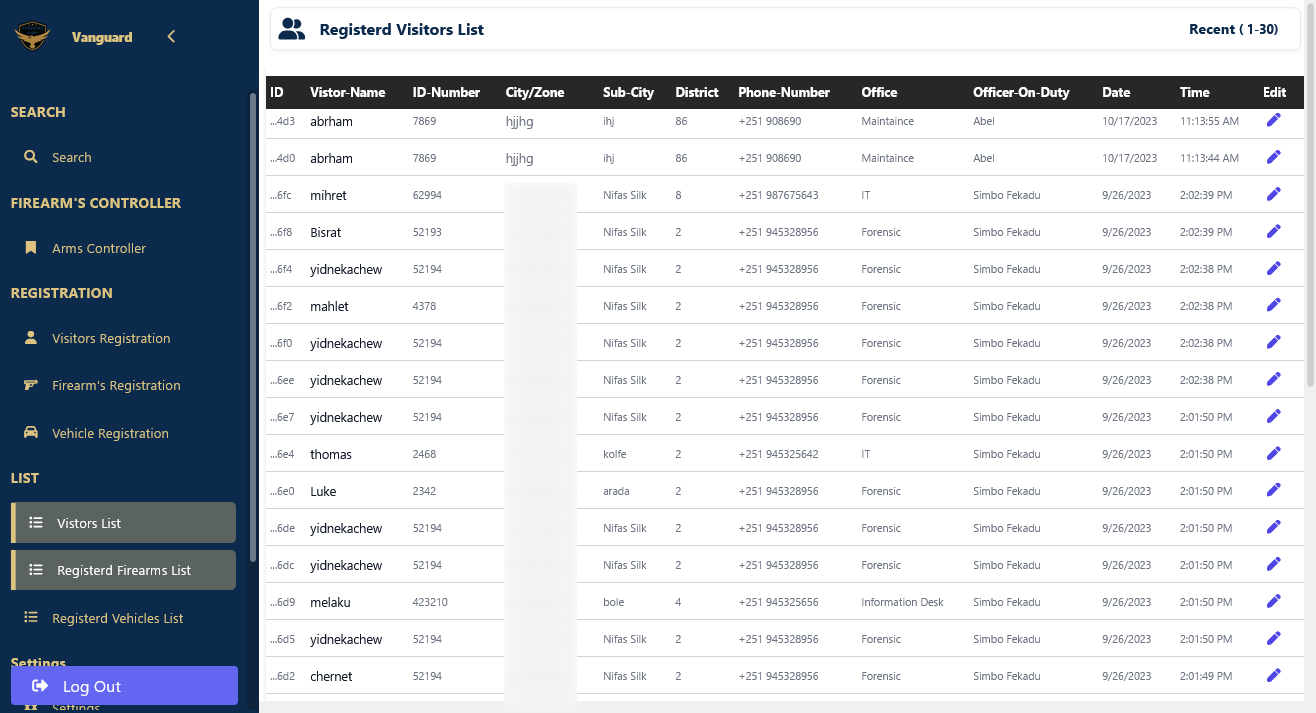 Vanguard
SEARCH
Search
FIREARM'S CONTROLLER
Arms Controller
REGISTRATION
Visitors Registration
Firearm's Registration
Vehicle Registration
LIST
Vistors List
Registerd Firearms List
Registerd Vehicles List
Settings
Log Out
Settings
Registerd Visitors List
Recent ( 1-30)
ID Vistor-Name ID-Number City/Zone Sub-City District Phone-Number Office Officer-On-Duty Date Time Edit
...4d3 abrham 7869 hjjhg ihj 86 +251 908690 Maintaince Abel 10/17/2023 11:13:55 AM
...4d0 abrham 7869 hjjhg ihj 86 +251 908690 Maintaince Abel 10/17/2023 11:13:44 AM
...6fc mihret 62994 Nifas Silk 8 +251 987675643 IT Simbo Fekadu 9/26/2023 2:02:39 PM
...6f8 Bisrat 52193 Nifas Silk 2 +251 945328956 Forensic Simbo Fekadu 9/26/2023 2:02:39 PM
...6f4 yidnekachew 52194 Nifas Silk 2 +251 945328956 Forensic Simbo Fekadu 9/26/2023 2:02:38 PM
...6f2 mahlet 4378 Nifas Silk 2 +251 945328956 Forensic Simbo Fekadu 9/26/2023 2:02:38 PM
...6f0 yidnekachew 52194 Nifas Silk 2 +251 945328956 Forensic Simbo Fekadu 9/26/2023 2:02:38 PM
...6ee yidnekachew 52194 Nifas Silk 2 +251 945328956 Forensic Simbo Fekadu 9/26/2023 2:02:38 PM
...6e7 yidnekachew 52194 Nifas Silk 2 +251 945328956 Forensic Simbo Fekadu 9/26/2023 2:01:50 PM
...6e4 thomas 2468 kolfe 2 +251 945325642 IT Simbo Fekadu 9/26/2023 2:01:50 PM
...6e0 Luke 2342 arada 2 +251 945328956 Forensic Simbo Fekadu 9/26/2023 2:01:50 PM
...6de yidnekachew 52194 Nifas Silk 2 +251 945328956 Forensic Simbo Fekadu 9/26/2023 2:01:50 PM
...6dc yidnekachew 52194 Nifas Silk 2 +251 945328956 Forensic Simbo Fekadu 9/26/2023 2:01:50 PM
...6d9 melaku 423210 bole 4 +251 945325656 Information Desk Simbo Fekadu 9/26/2023 2:01:50 PM
...6d5 yidnekachew 52194 Nifas Silk 2 +251 945328956 Forensic Simbo Fekadu 9/26/2023 2:01:50 PM
...6d2 chernet 52194 Nifas Silk 2 +251 945328956 Forensic Simbo Fekadu 9/26/2023 2:01:49 PM